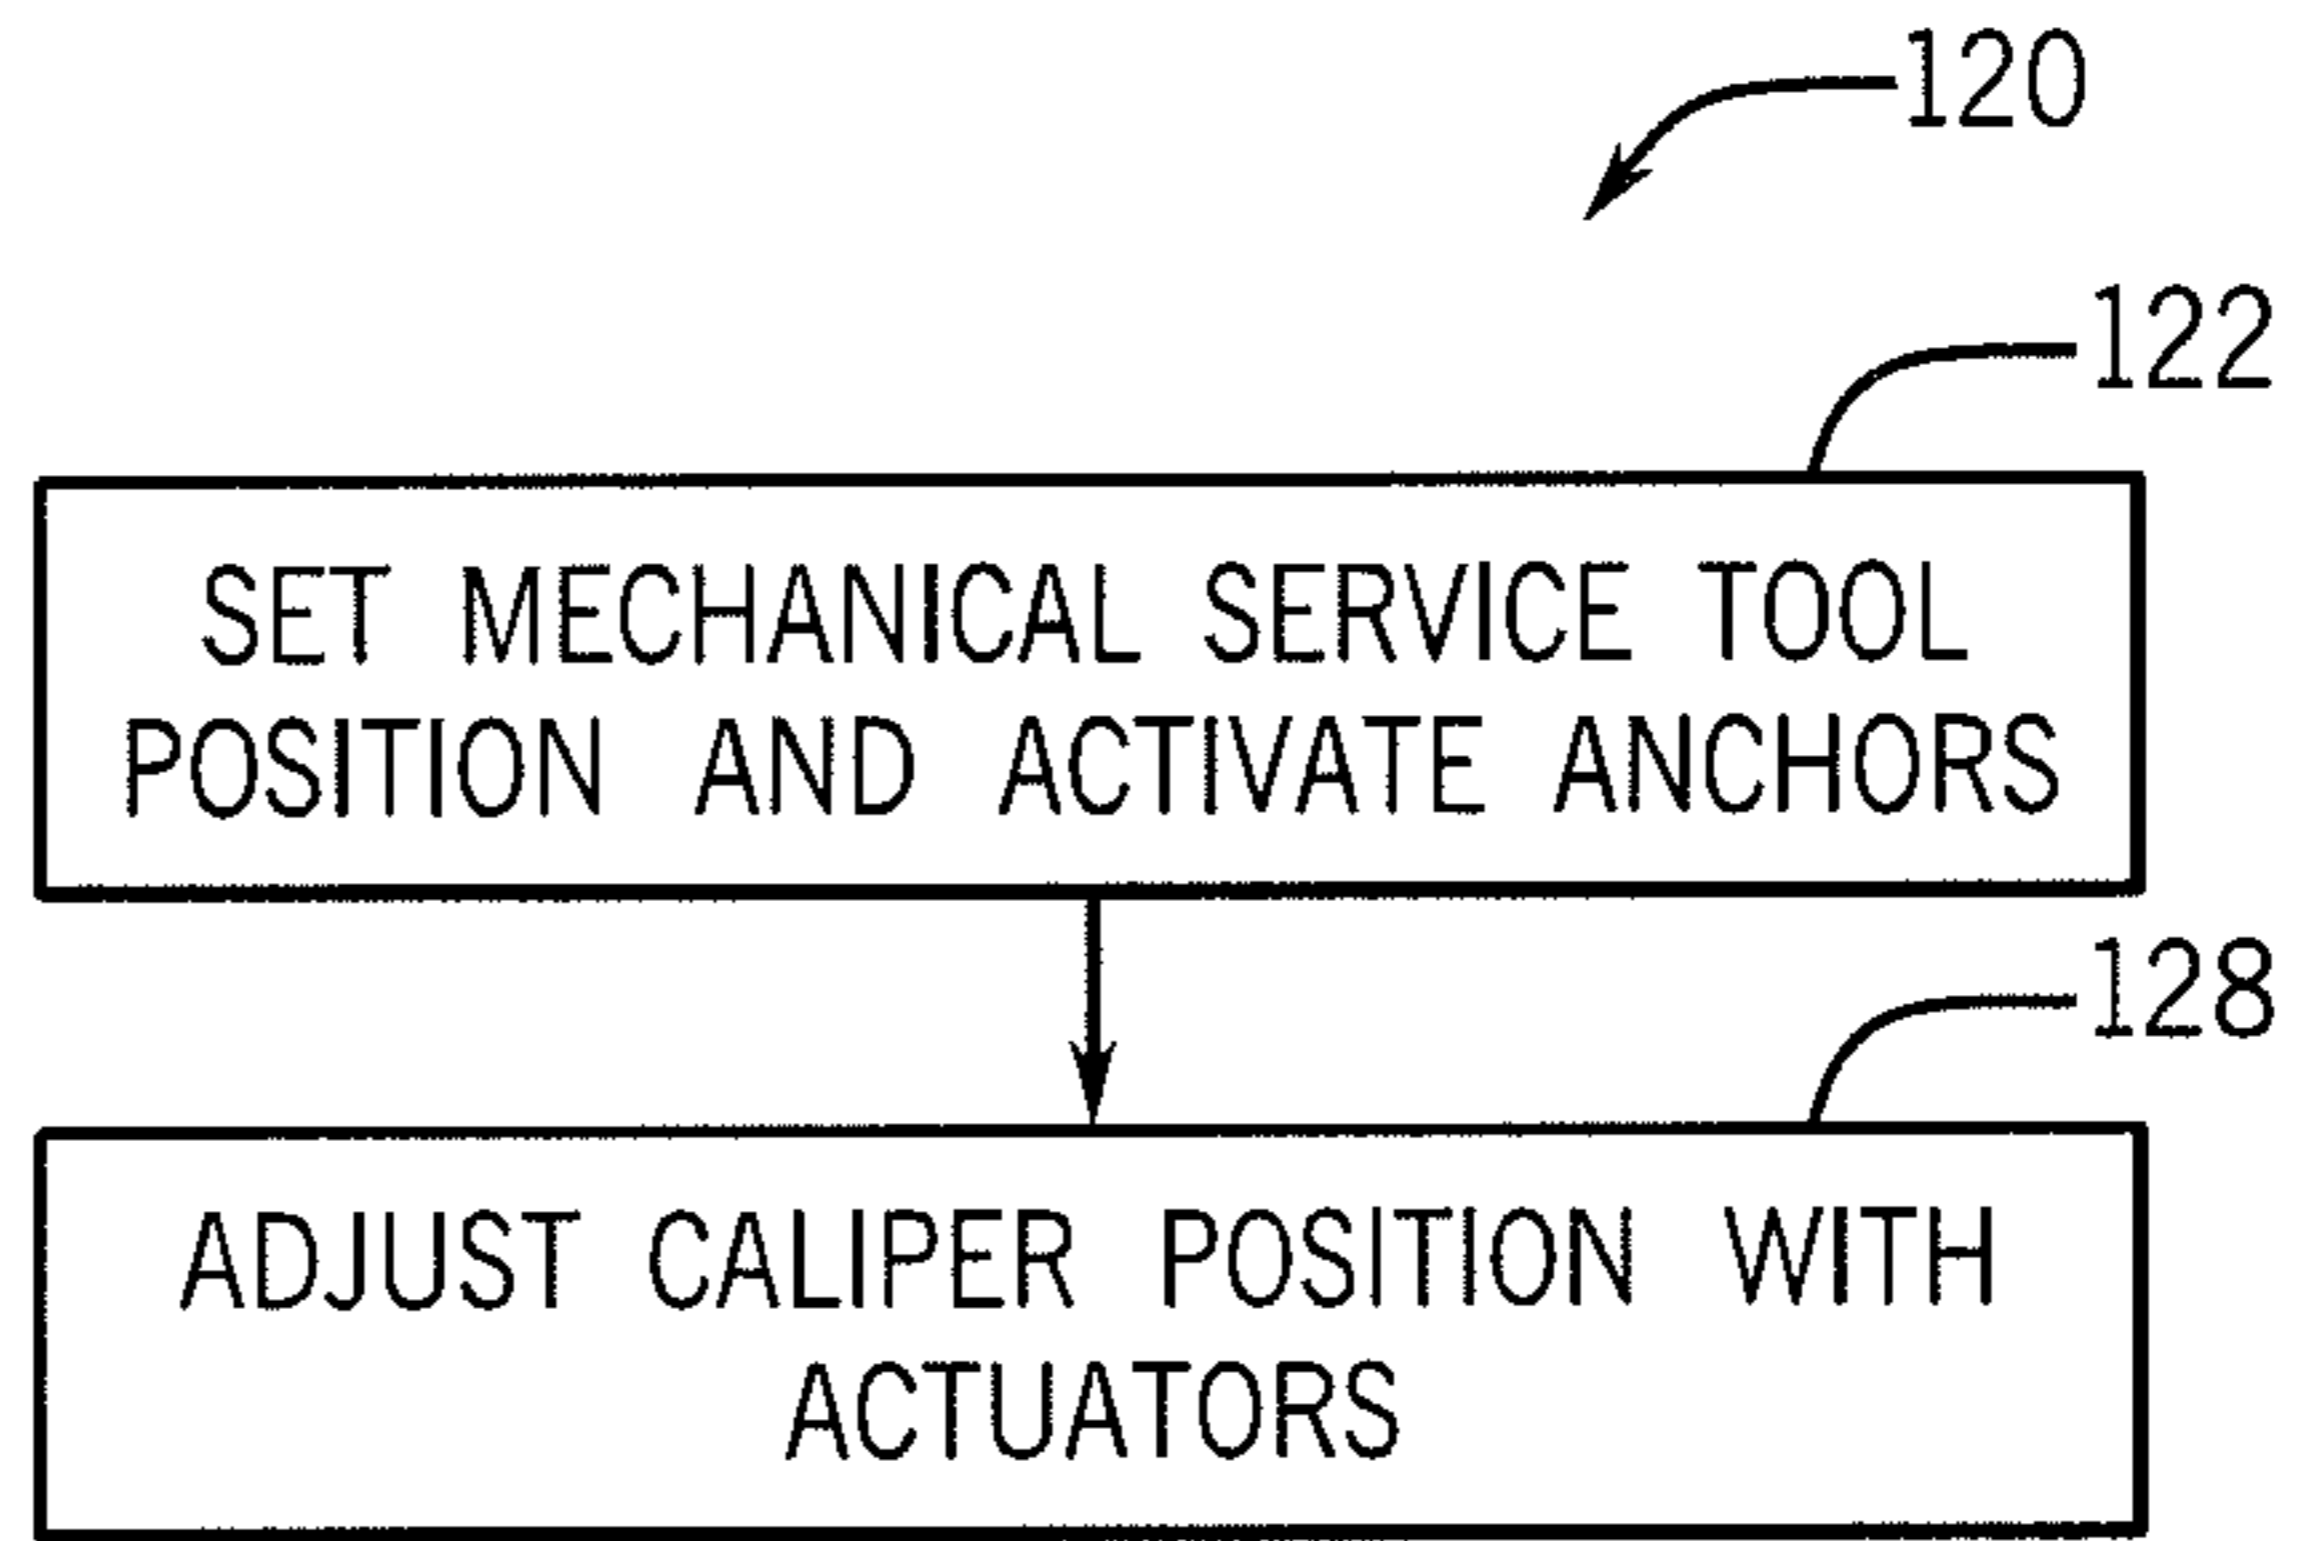 120
122
SET MECHANICAL SERVICE TOOL
POSITION AND ACTIVATE ANCHORS
128
ADJUST CALIPER POSITION WITH
ACTUATORS